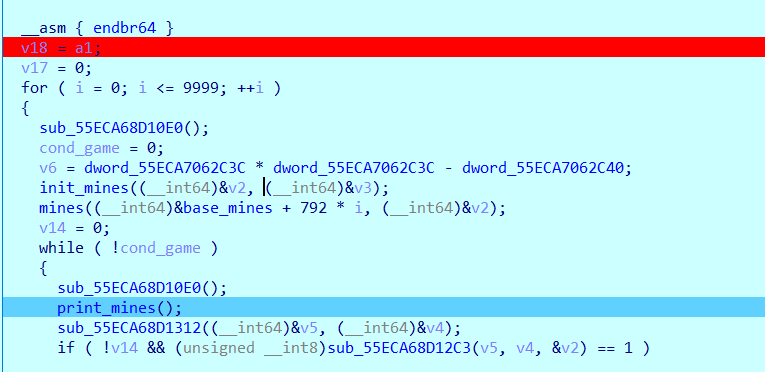 __asm { endbr64 }
v18 = a1;
v17 = 0;
for ( i = 0; i <= 9999; ++i )
{
sub_55ECA68D10E0();
cond_game = 0;
v6 = dword_55ECA7062C3C * dword_55ECA7062C3C - dword_55ECA7062C40;
init_mines((__int64)&v2, (__int64)&v3);
mines((__int64)&base_mines + 792 * i, (__int64)&v2);
v14 = 0;
while ( !cond_game )
{
sub_55ECA68D10E0();
print_mines();
sub_55ECA68D1312((__int64)&v5, (__int64)&v4);
if ( !v14 && (unsigned __int8)sub_55ECA68D12C3(v5, v4, &v2) == 1 )